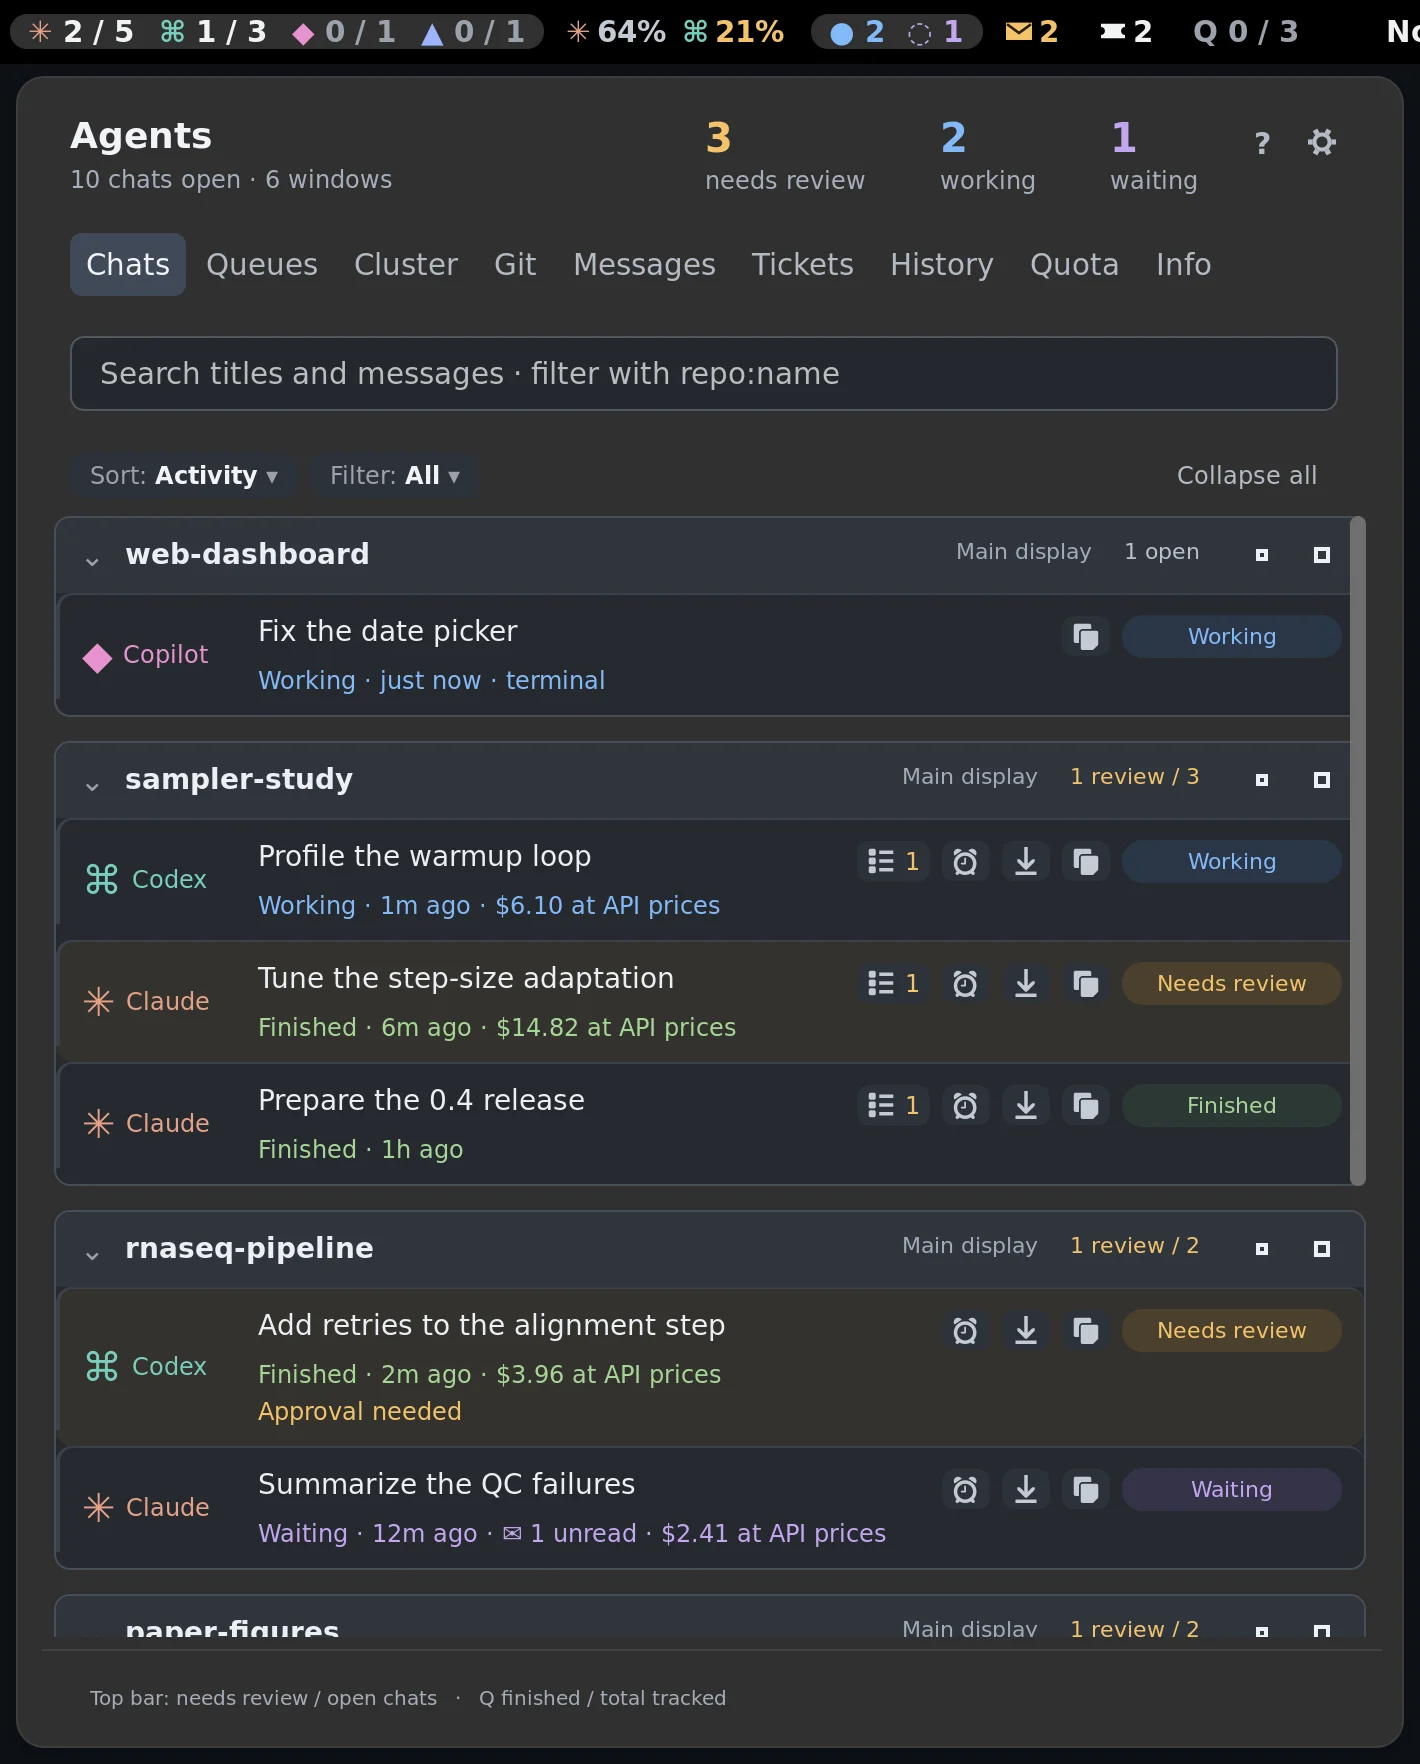 ✳ 2 / 5 ⌘ 1 / 3 ◆ 0 / 1 ▲ 0 / 1 ✳ 64% ⌘ 21% ● 2 ◌ 1 2 2 Q 0 / 3
Agents
10 chats open · 6 windows
3 needs review
2 working
1 waiting
?
Chats Queues Cluster Git Messages Tickets History Quota Info
Search titles and messages · filter with repo:name
Sort: Activity ▾ Filter: All ▾ Collapse all
web-dashboard Main display 1 open
◆ Copilot
Fix the date picker
Working
Working · just now · terminal
sampler-study Main display 1 review / 3
⌘ Codex
Profile the warmup loop
1 Working
Working · 1m ago · $6.10 at API prices
✳ Claude
Tune the step-size adaptation
1 Needs review
Finished · 6m ago · $14.82 at API prices
✳ Claude
Prepare the 0.4 release
1 Finished
Finished · 1h ago
rnaseq-pipeline Main display 1 review / 2
⌘ Codex
Add retries to the alignment step
Needs review
Finished · 2m ago · $3.96 at API prices
Approval needed
✳ Claude
Summarize the QC failures
Waiting
Waiting · 12m ago · ✉ 1 unread · $2.41 at API prices
paper-figures Main display 1 review / 2
Top bar: needs review / open chats · Q finished / total tracked